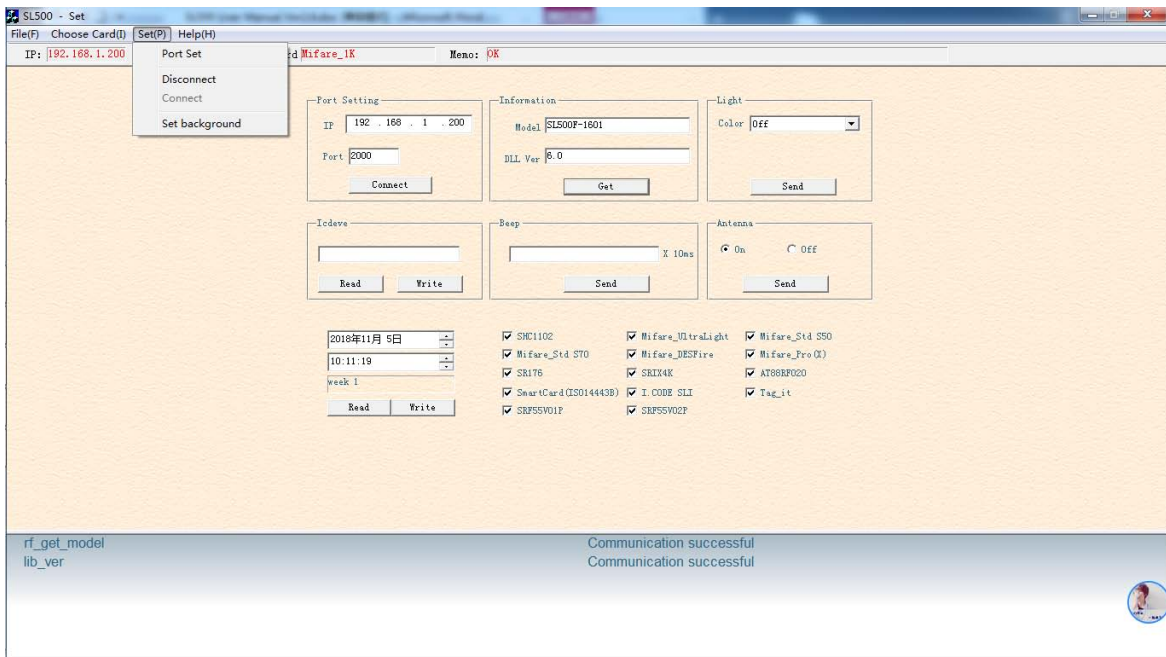 SL500 - Set
File(F) Choose Card(I) Set(P) Help(H)
IP: 192.168.1.200 Mifare_1K Memo: OK
Port Set
Disconnect
Connect
Set background
Port Setting
IP 192 . 168 . 1 . 200
Port 2000
Connect
Information
Model SL500F-1601
DLL Ver 6.0
Get
Light
Color Off
Send
Icdeve
Read Write
Beep
X 10ms
Send
Antenna
On Off
Send
2018年11月 5日
10:11:19
week 1
Read Write
SHC1102 Mifare_UltraLight Mifare_Std S50
Mifare_Std S70 Mifare_DESFire Mifare_Pro(X)
SR176 SRIX4K AT88RF020
SmartCard(ISO14443B) I.CODE SLI Tag_it
SRF55V01P SRF55V02P
rf_get_model Communication successful
lib_ver Communication successful